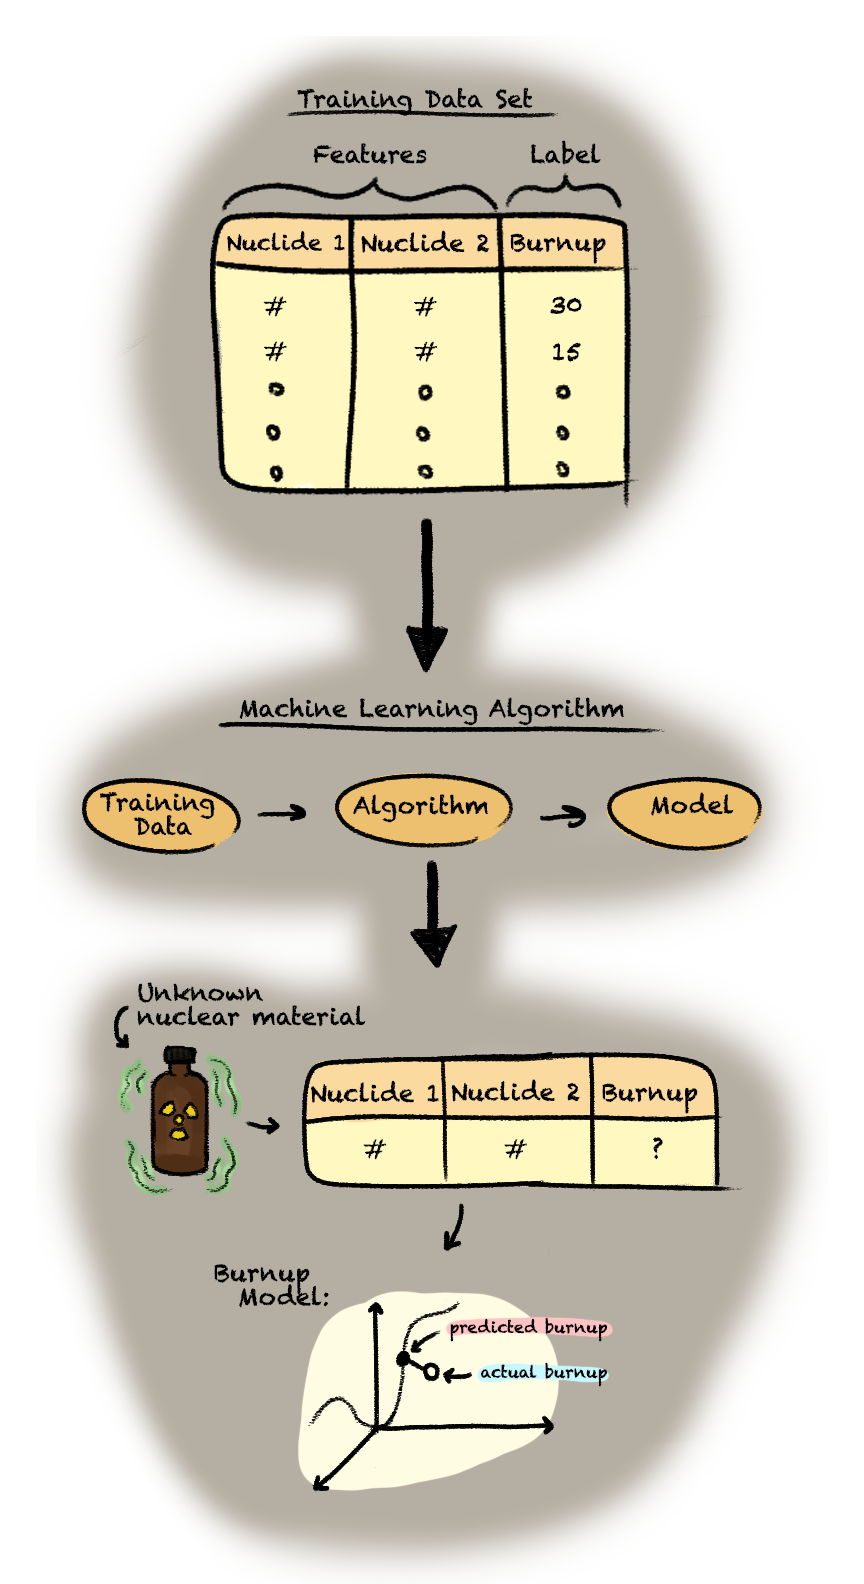 Training Data Set
Features Label
Nuclide 1 Nuclide 2 Burnup
# # 30
# # 15
Machine Learning Algorithm
Training
Data
Algorithm
Model
Unknown
nuclear material
Nuclide 1 Nuclide 2 Burnup
# # ?
Burnup
Model:
predicted burnup
actual burnup